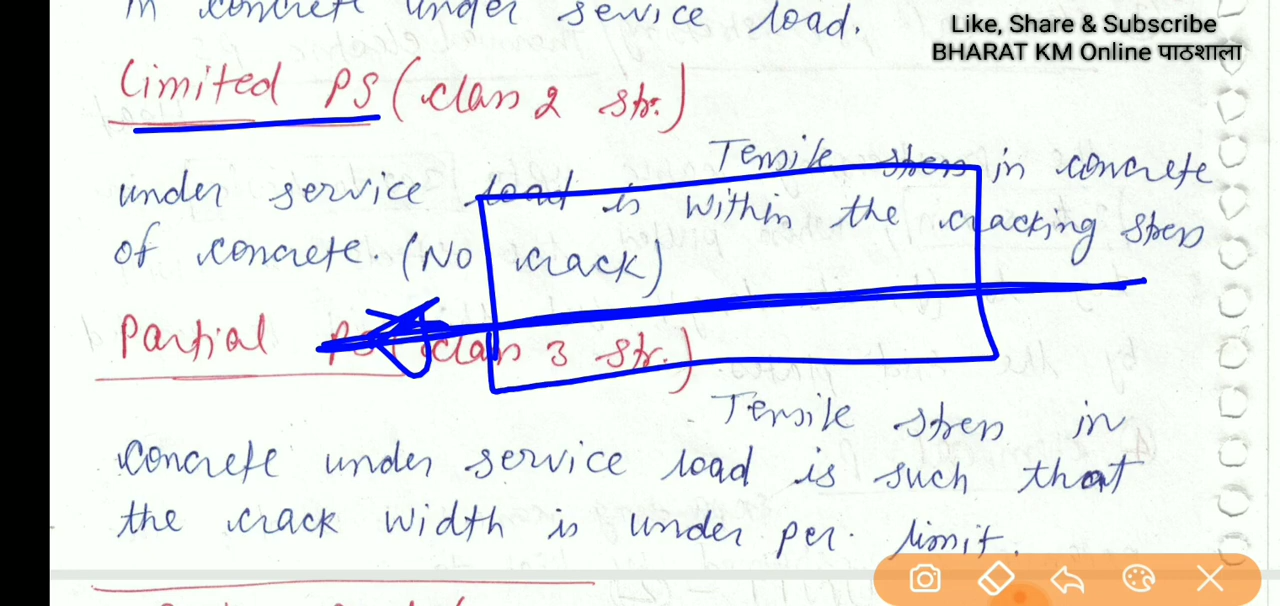 in concrete under service load.
Like, Share & Subscribe
BHARAT KM Online पाठशाला
Limited PS (class 2 str.)
Tensile stress in concrete
under service load is within the cracking stress
of concrete. (No crack)
Partial PS (class 3 str.)
Tensile stress in
concrete under service load is such that
the crack width is under per. limit.